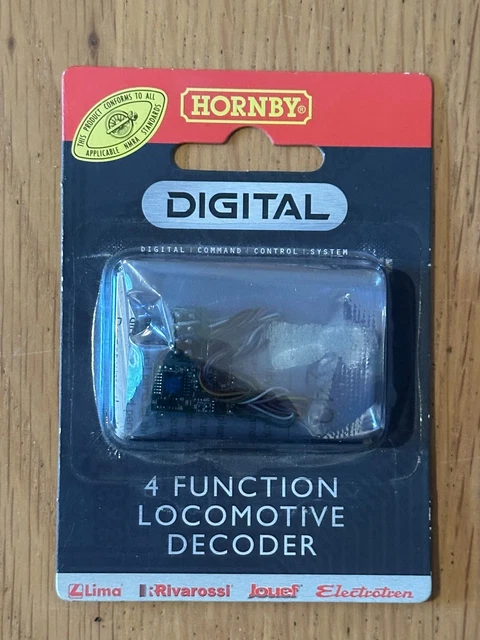 THIS PRODUCT CONFORMS TO ALL
APPLICABLE NMRA STANDARDS
HORNBY®
DIGITAL
DIGITAL COMMAND CONTROL SYSTEM
4 FUNCTION
LOCOMOTIVE
DECODER
Lima Rivarossi Jouef Electrotren